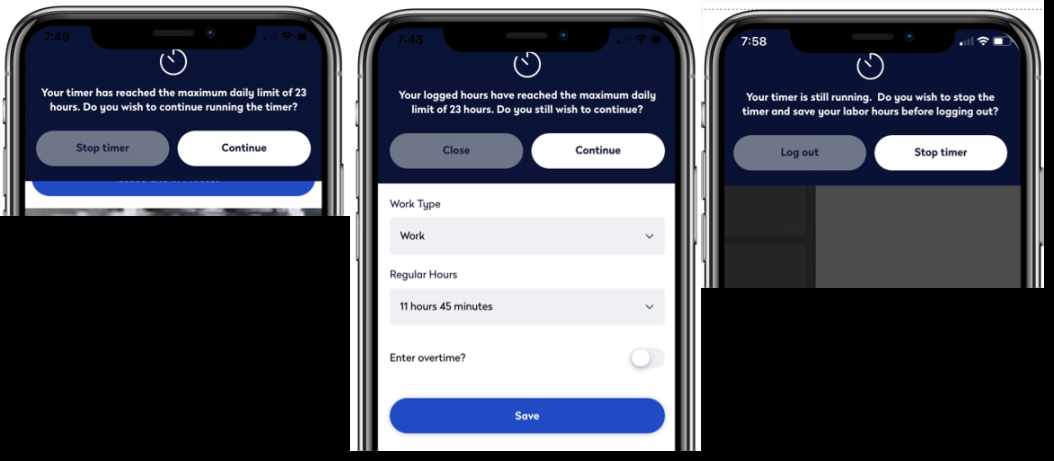 7:49
Your timer has reached the maximum daily limit of 23
hours. Do you wish to continue running the timer?
Stop timer
Continue
7:48
Your logged hours have reached the maximum daily
limit of 23 hours. Do you still wish to continue?
Close
Continue
Work Type
Work
Regular Hours
11 hours 45 minutes
Enter overtime?
Save
7:58
Your timer is still running. Do you wish to stop the
timer and save your labor hours before logging out?
Log out
Stop timer